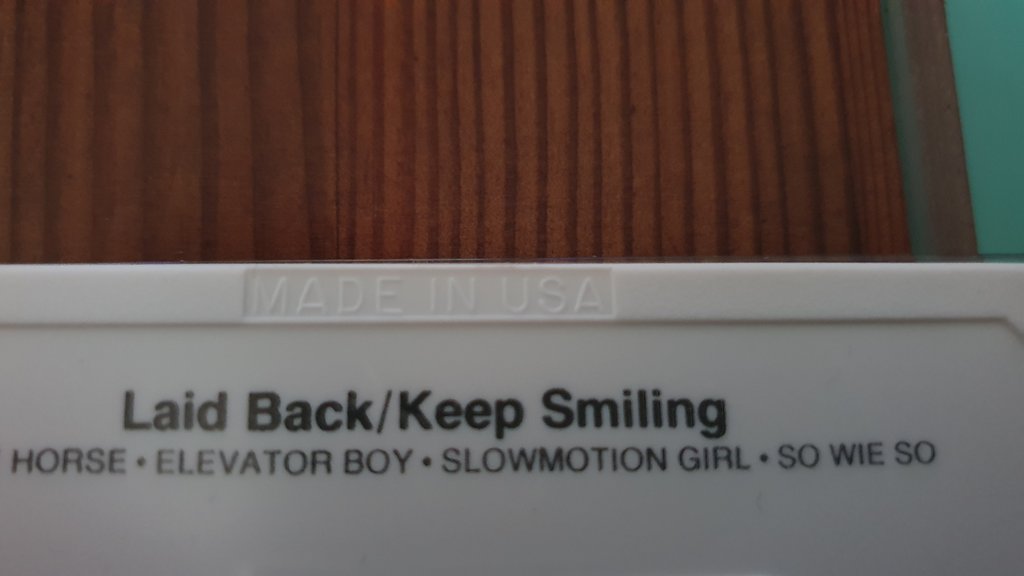 MADE IN USA
Laid Back/Keep Smiling
HORSE • ELEVATOR BOY • SLOWMOTION GIRL • SO WIE SO